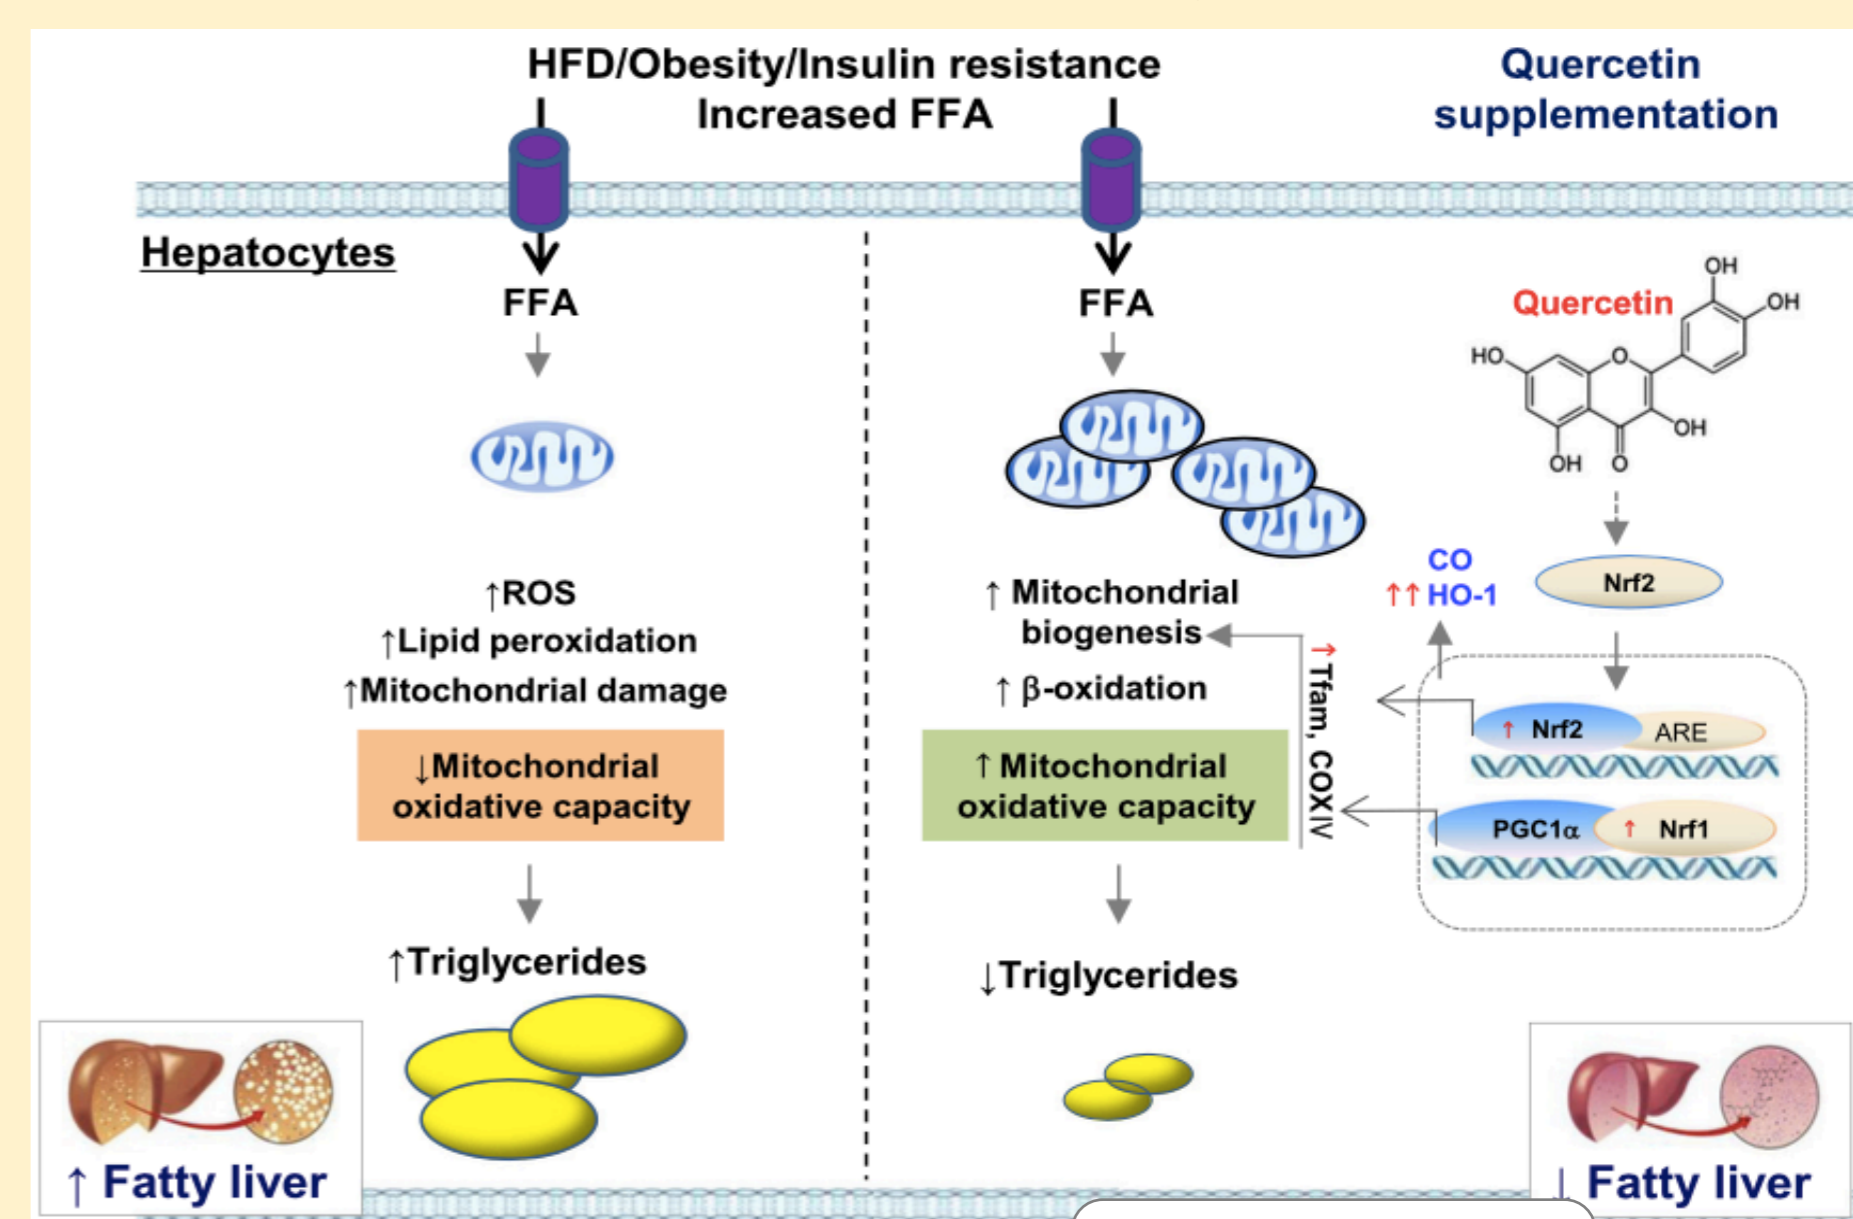 HFD/Obesity/Insulin resistance
Increased FFA
Quercetin
supplementation
Hepatocytes
FFA
↑ROS
↑Lipid peroxidation
↑Mitochondrial damage
↓Mitochondrial
oxidative capacity
↑Triglycerides
↑ Fatty liver
FFA
↑ Mitochondrial
biogenesis
↑ β-oxidation
↑ Mitochondrial
oxidative capacity
↓Triglycerides
↑ Tfam, COXIV
Quercetin
OH
OH
HO
O
OH
OH
O
Nrf2
CO
↑↑ HO-1
↑ Nrf2
ARE
PGC1α
↑ Nrf1
↓ Fatty liver